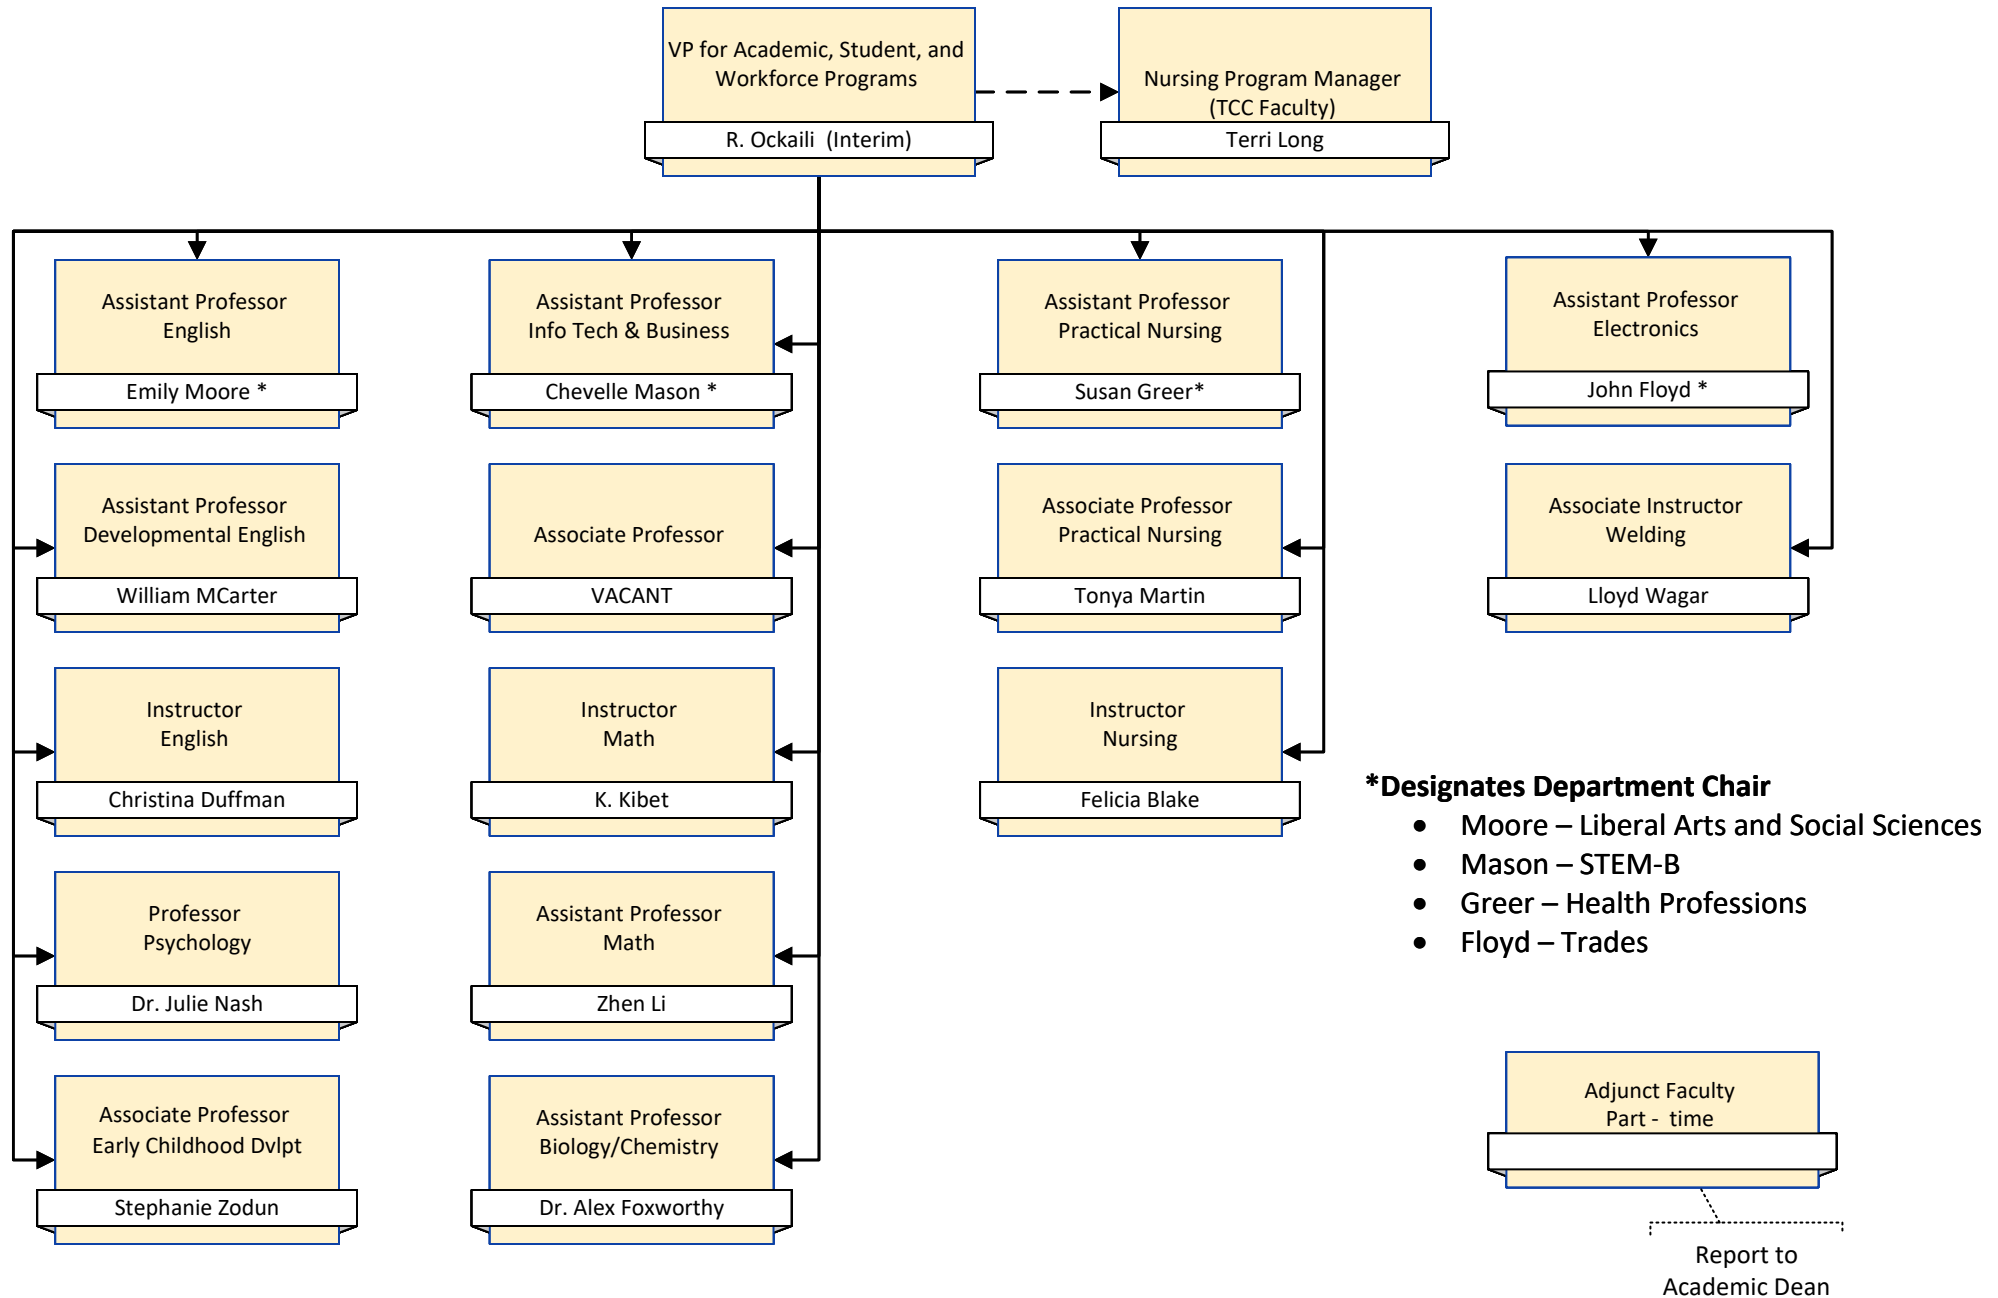 VP for Academic, Student, and
Workforce Programs
R. Ockaili  (Interim)
Nursing Program Manager
(TCC Faculty)
Terri Long
Assistant Professor
English
Emily Moore *
Assistant Professor
Info Tech & Business
Chevelle Mason *
Assistant Professor
Practical Nursing
Susan Greer*
Assistant Professor
Electronics
John Floyd *
Assistant Professor
Developmental English
William MCarter
Associate Professor
VACANT
Associate Professor
Practical Nursing
Tonya Martin
Associate Instructor
Welding
Lloyd Wagar
Instructor
English
Christina Duffman
Instructor
Math
K. Kibet
Instructor
Nursing
Felicia Blake
*Designates Department Chair
• Moore – Liberal Arts and Social Sciences
• Mason – STEM-B
• Greer – Health Professions
• Floyd – Trades
Professor
Psychology
Dr. Julie Nash
Assistant Professor
Math
Zhen Li
Associate Professor
Early Childhood Dvlpt
Stephanie Zodun
Assistant Professor
Biology/Chemistry
Dr. Alex Foxworthy
Adjunct Faculty
Part -  time
Report to
Academic Dean